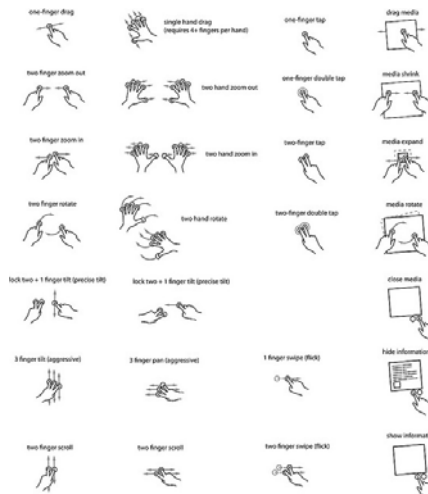 one-finger drag
single hand drag
(requires 4+ fingers per hand)
one-finger tap
drag media
two finger zoom out
two hand zoom out
one-finger double tap
media shrink
two finger zoom in
two hand zoom in
two-finger tap
media expand
two finger rotate
two hand rotate
two-finger double tap
media rotate
lock two + 1 finger tilt (precise tilt)
lock two + 1 finger tilt (precise tilt)
close media
3 finger tilt (aggressive)
3 finger pan (aggressive)
1 finger swipe (flick)
hide information
two finger scroll
two finger scroll
two finger swipe (flick)
show informat